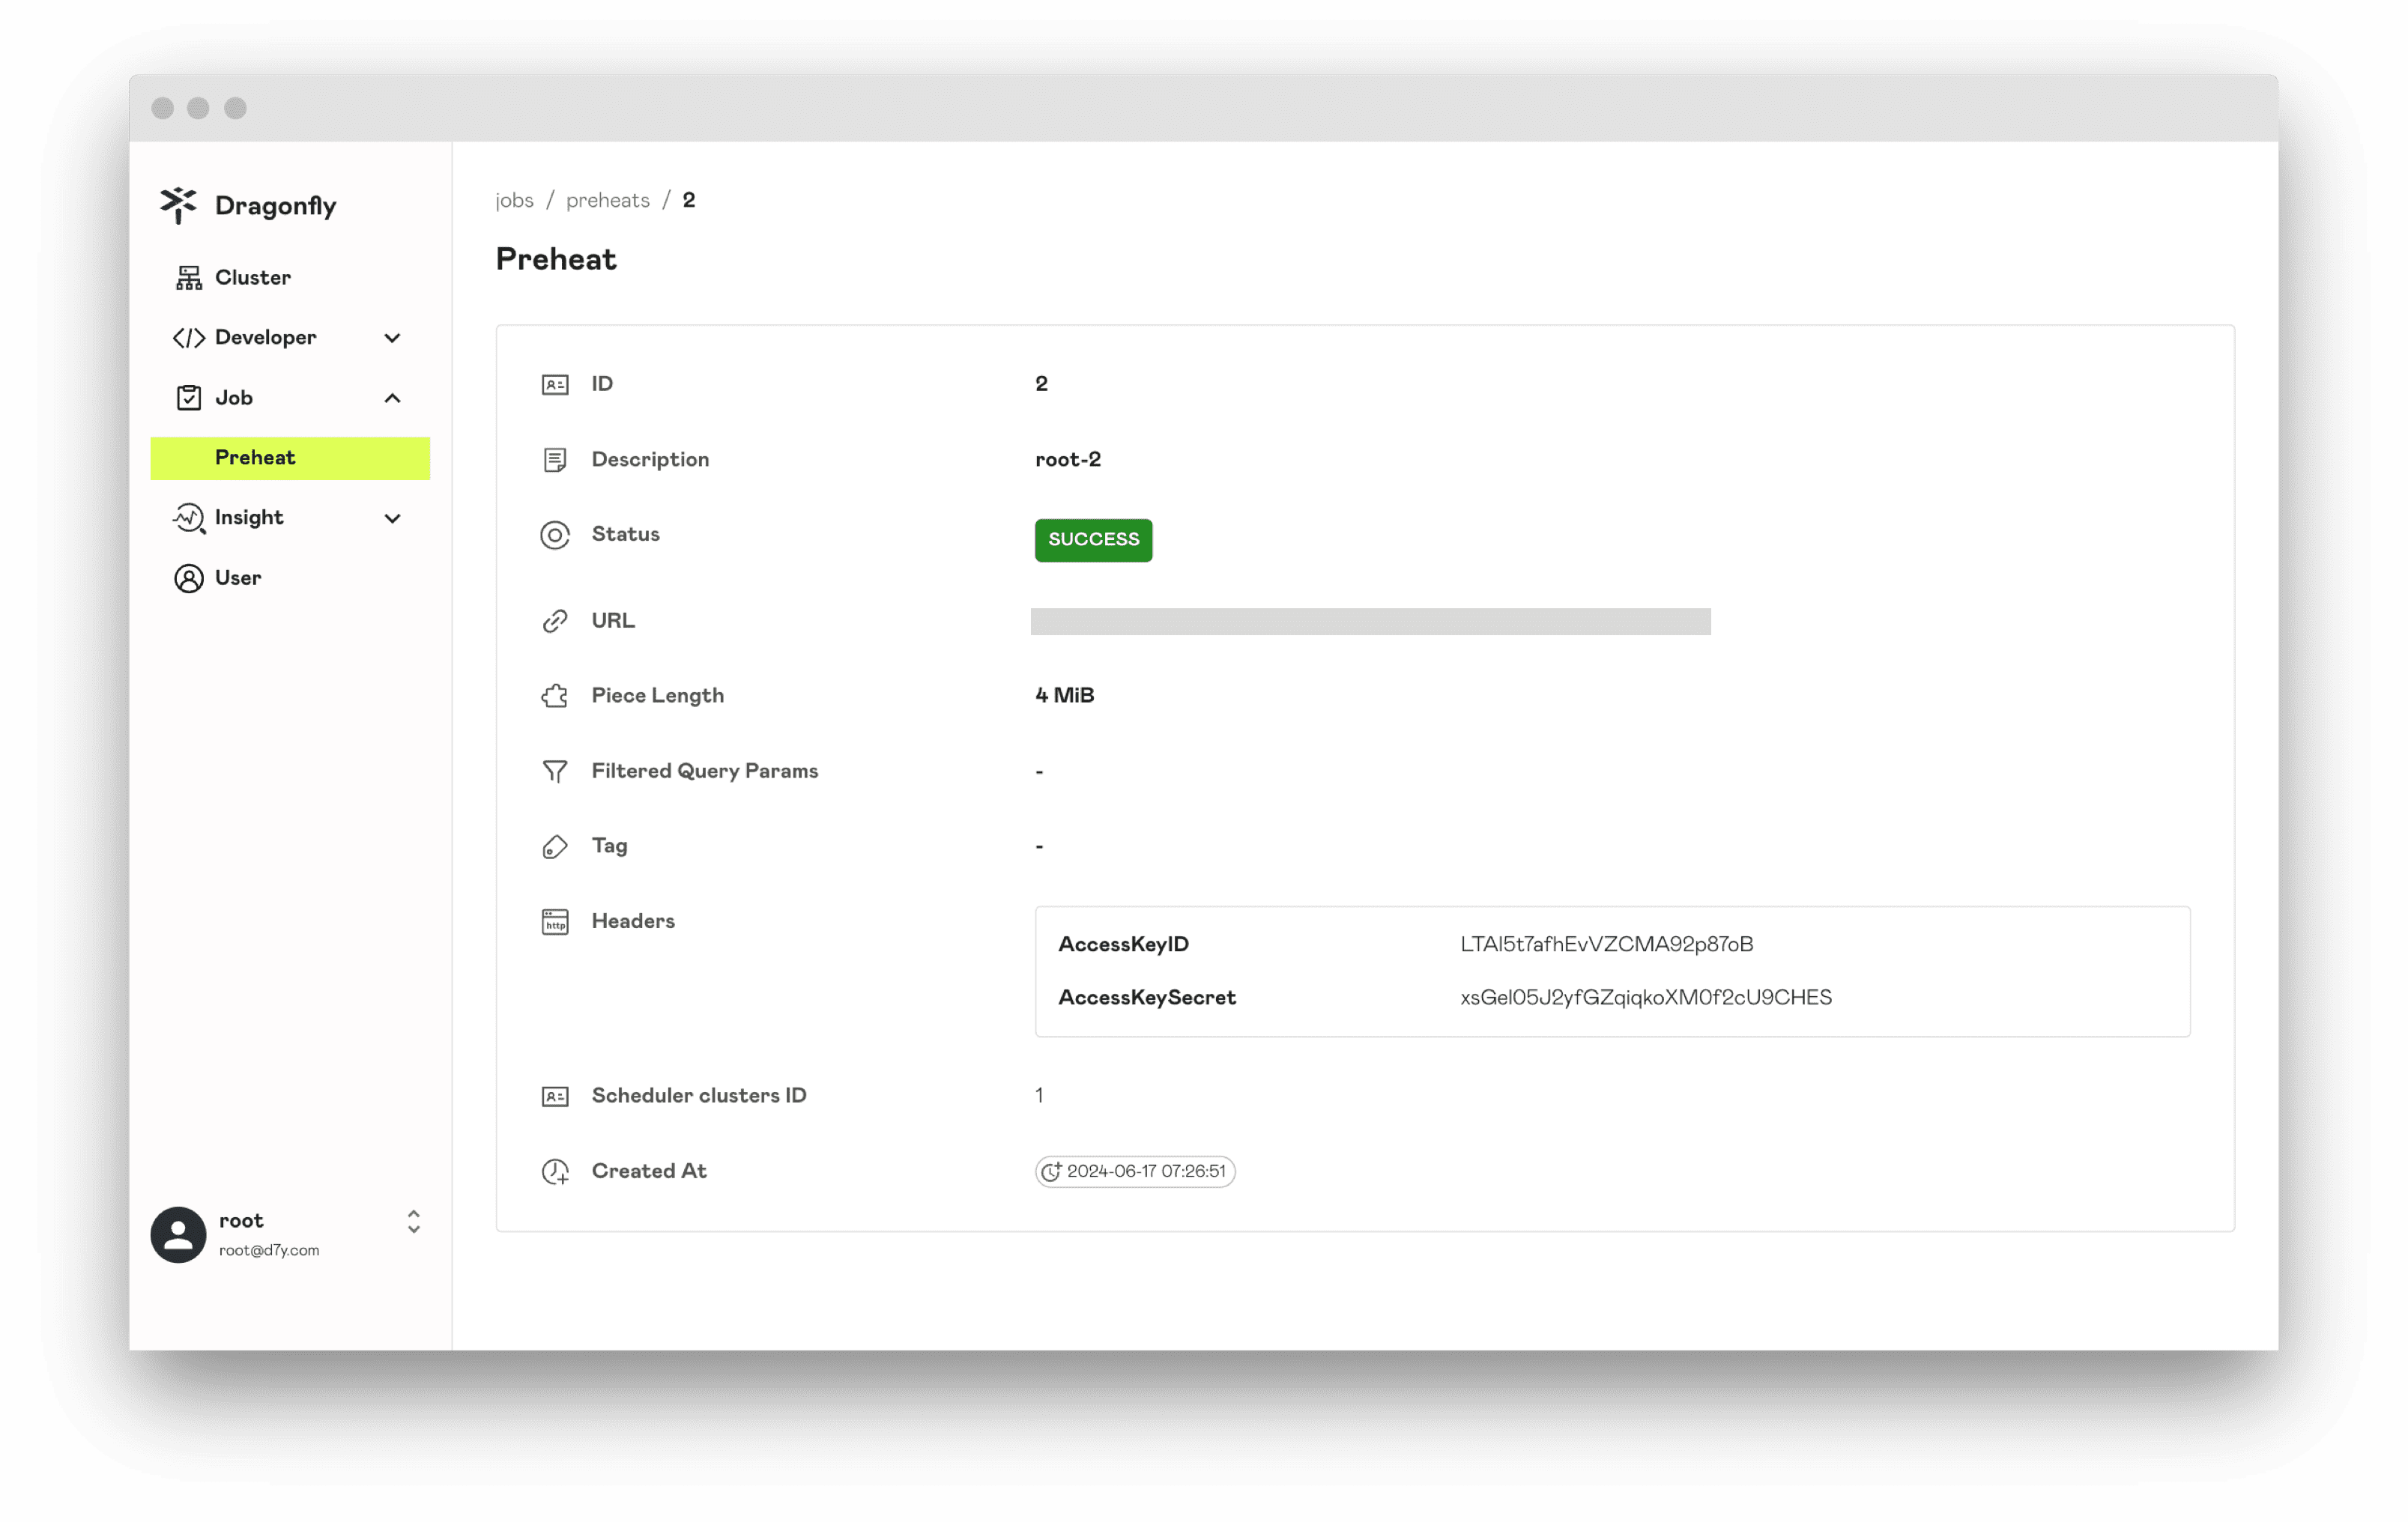 Dragonfly
Cluster
Developer
Job
Preheat
Insight
User
root
root@d7y.com
jobs / preheats / 2
Preheat
ID 2
Description root-2
Status SUCCESS
URL
Piece Length 4 MiB
Filtered Query Params -
Tag -
http Headers
AccessKeyID LTAI5t7afhEvVZCMA92p87oB
AccessKeySecret xsGel05J2yfGZqiqkoXM0f2cU9CHES
Scheduler clusters ID 1
Created At 2024-06-17 07:26:51